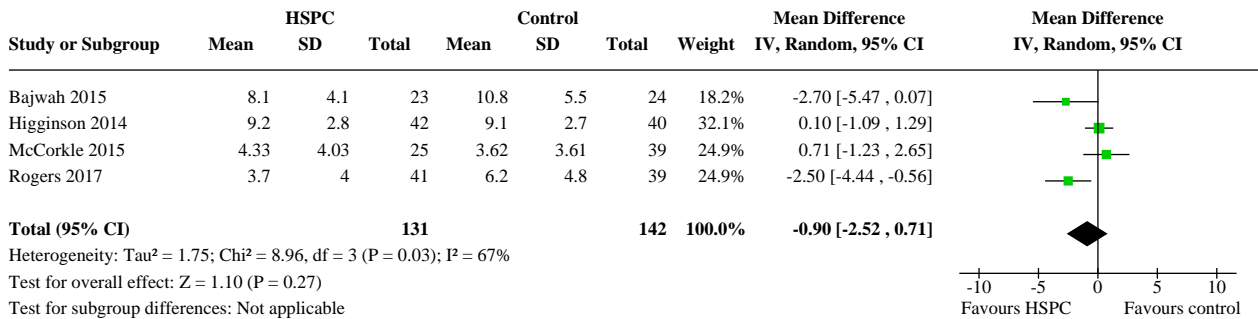 HSPC Control Mean Difference Mean Difference
Study or Subgroup Mean SD Total Mean SD Total Weight IV, Random, 95% CI IV, Random, 95% CI
Bajwah 2015 8.1 4.1 23 10.8 5.5 24 18.2% -2.70 [-5.47 , 0.07]
Higginson 2014 9.2 2.8 42 9.1 2.7 40 32.1% 0.10 [-1.09 , 1.29]
McCorkle 2015 4.33 4.03 25 3.62 3.61 39 24.9% 0.71 [-1.23 , 2.65]
Rogers 2017 3.7 4 41 6.2 4.8 39 24.9% -2.50 [-4.44 , -0.56]
Total (95% CI) 131 142 100.0% -0.90 [-2.52 , 0.71]
Heterogeneity: Tau² = 1.75; Chi² = 8.96, df = 3 (P = 0.03); I² = 67%
Test for overall effect: Z = 1.10 (P = 0.27)
-10 -5 0 5 10
Test for subgroup differences: Not applicable Favours HSPC Favours control